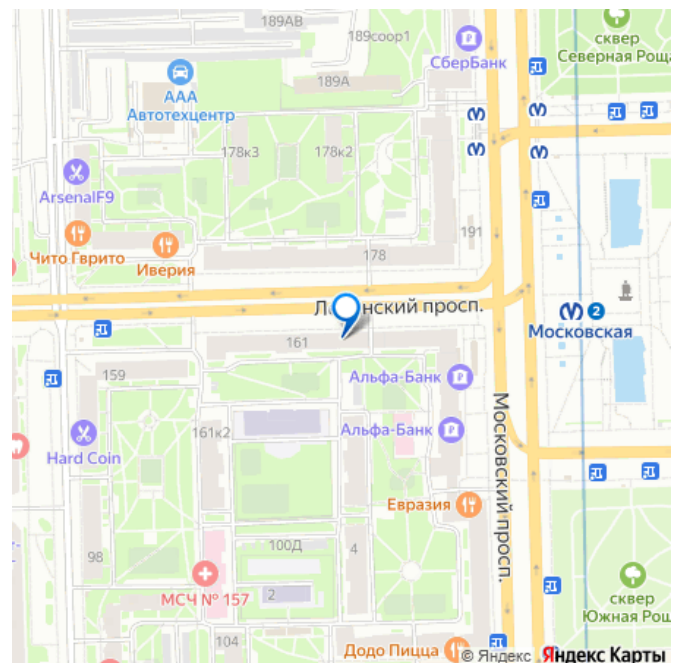 189АВ
189соор1
СберБанк
сквер
Северная Роща
189А
ААА
Автотехцентр
178к3
178к2
ArsenalF9
Чито Гврито
Иверия
178
191
просп.
2
Московская
161
159
Альфа-Банк
161к2
Hard Coin
Альфа-Банк
Московский просп.
Евразия
98
100Д
4
МСЧ № 157
2
сквер
Южная Рощ
104
Додо Пицца
© Яндекс Яндекс Карты